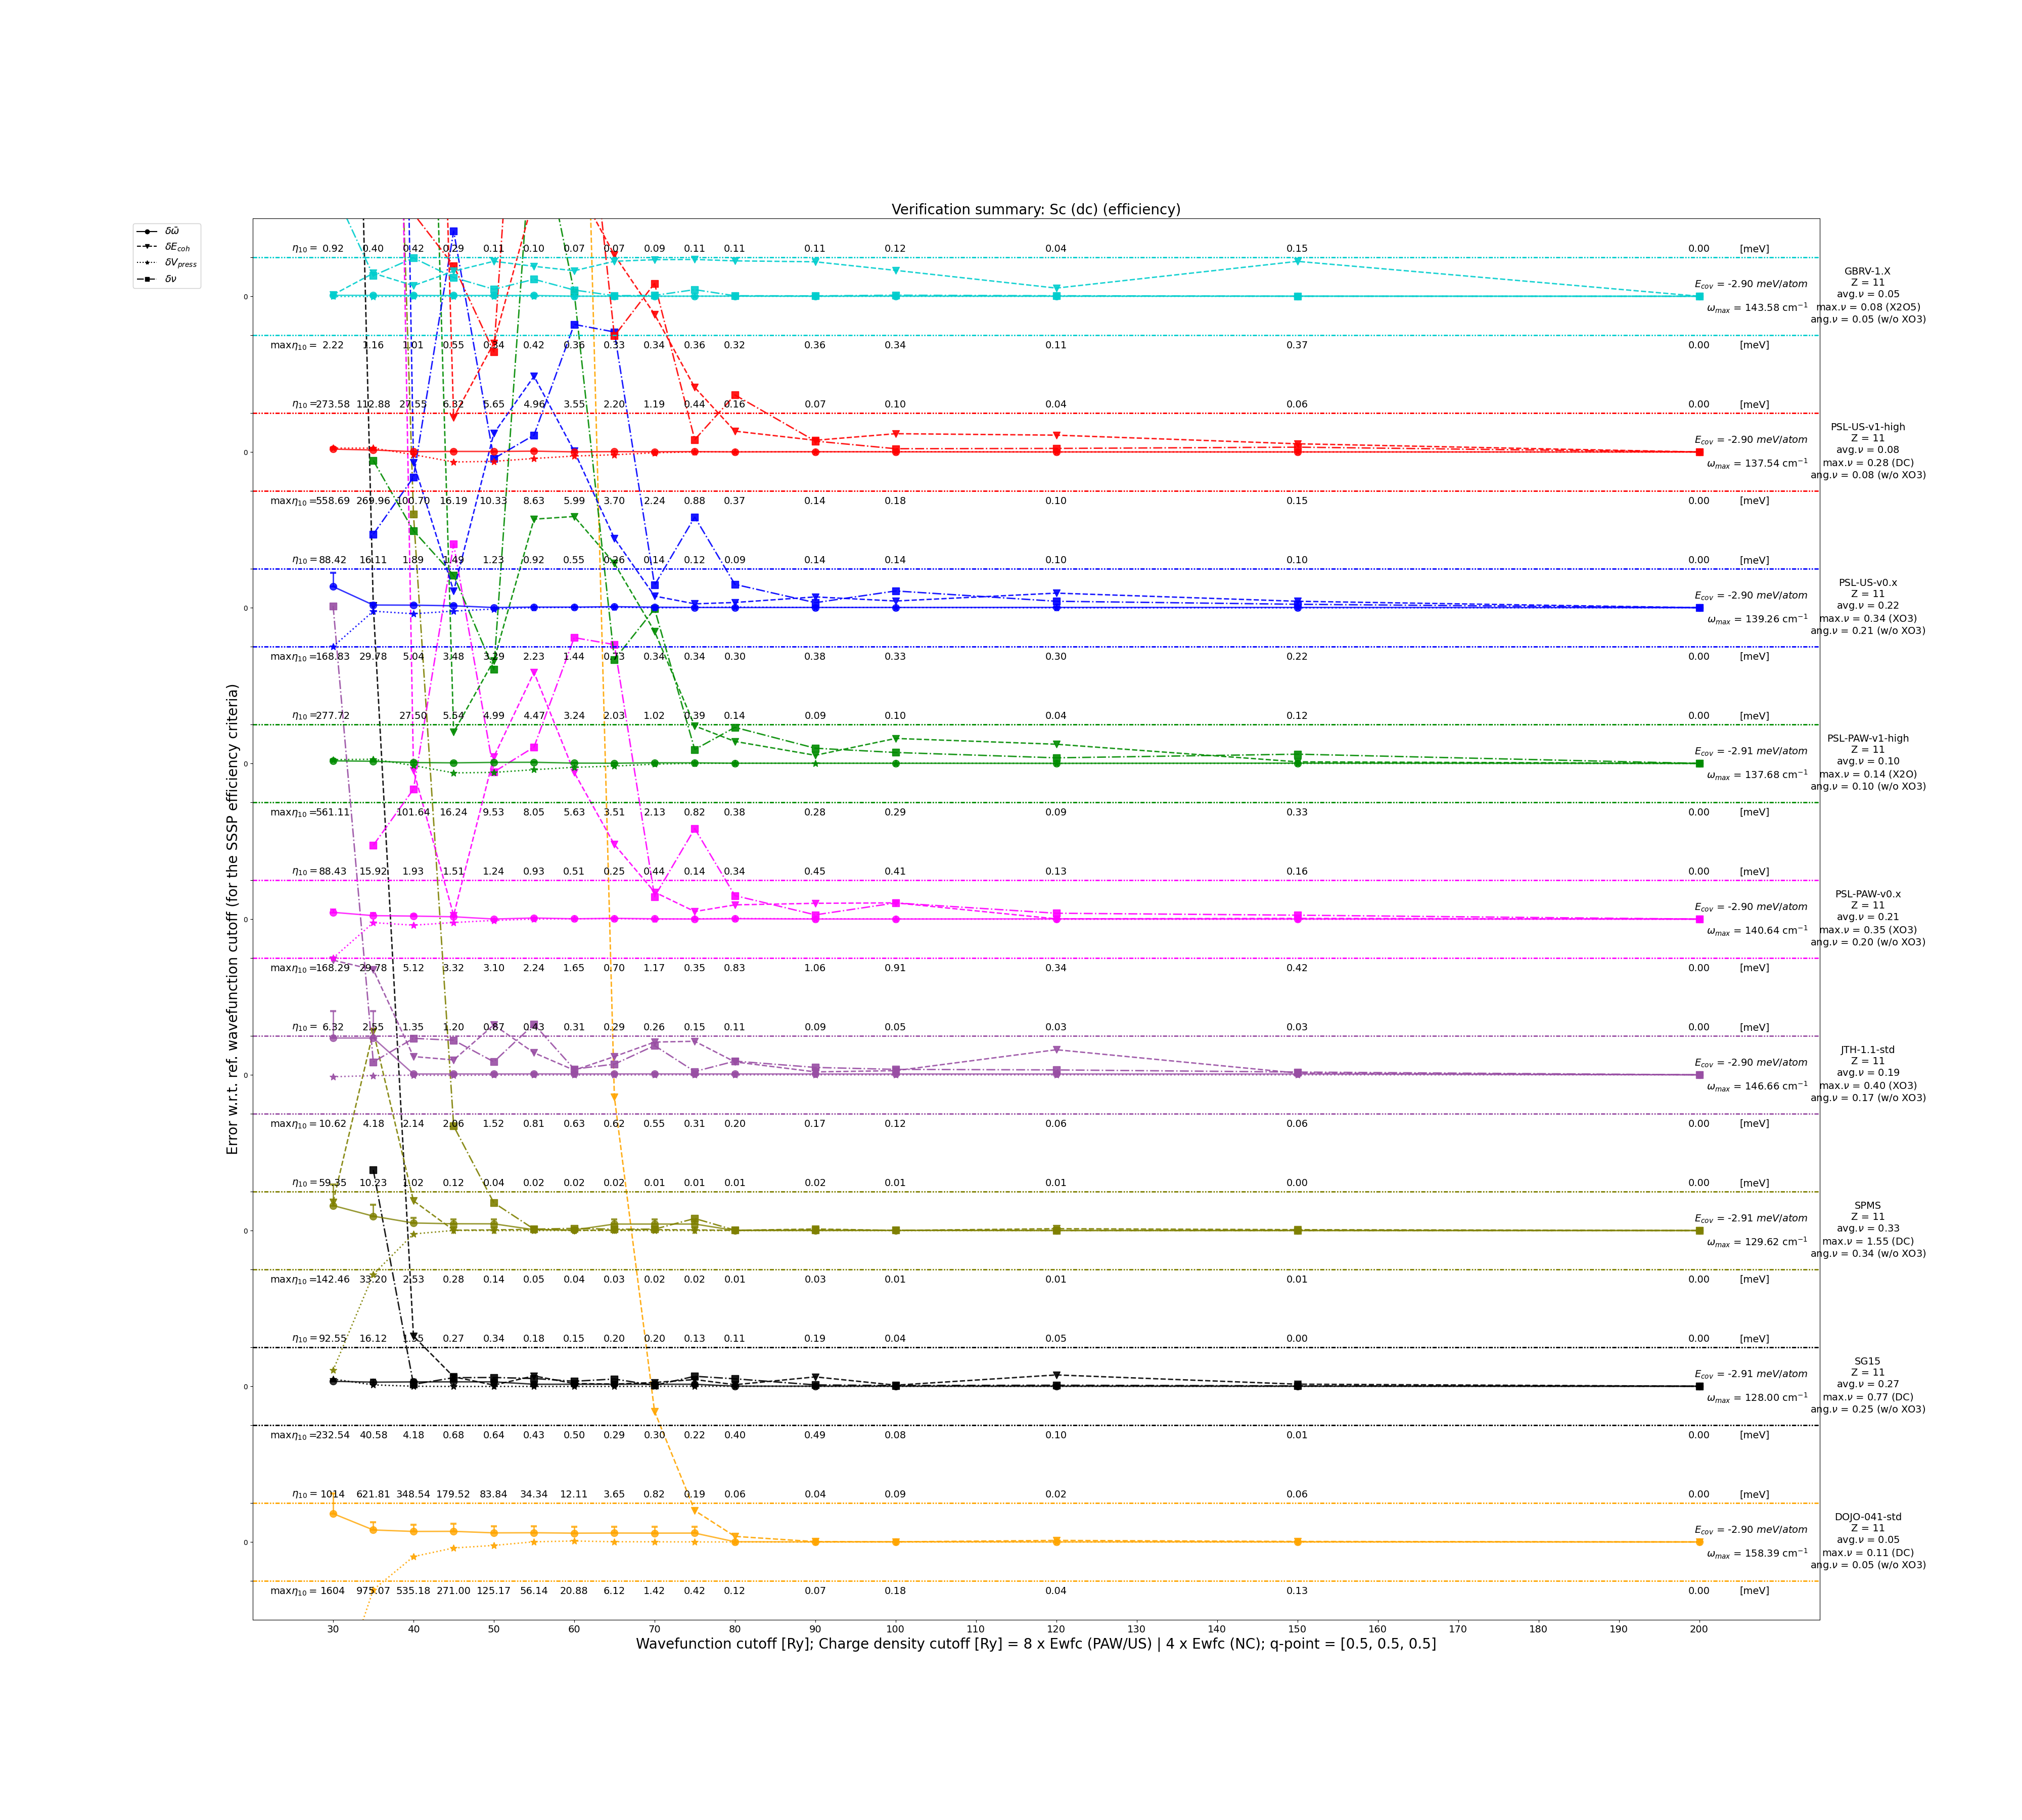 Verification summary: Sc (dc) (efficiency)
δω̄
δE_coh
δV_press
δν
Error w.r.t. ref. wavefunction cutoff (for the SSSP efficiency criteria)
η₁₀ = 0.92 0.40 0.42 0.29 0.11 0.10 0.07 0.07 0.09 0.11 0.11 0.11 0.12 0.04 0.15 0.00 [meV]
GBRV-1.X
Z = 11
0
E_cov = -2.90 meV/atom
avg.ν = 0.05
ω_max = 143.58 cm⁻¹
max.ν = 0.08 (X2O5)
ang.ν = 0.05 (w/o XO3)
maxη₁₀ = 2.22 1.16 1.01 0.55 0.36 0.42 0.33 0.34 0.36 0.32 0.36 0.34 0.11 0.37 0.00 [meV]
η₁₀ = 273.58 112.88 27.55 6.32 5.65 4.96 3.55 2.20 1.19 0.44 0.16 0.07 0.10 0.04 0.06 0.00 [meV]
PSL-US-v1-high
Z = 11
0
E_cov = -2.90 meV/atom
avg.ν = 0.08
ω_max = 137.54 cm⁻¹
max.ν = 0.28 (DC)
ang.ν = 0.08 (w/o XO3)
maxη₁₀ = 558.69 269.96 100.70 16.19 10.33 8.63 5.99 3.70 2.24 0.88 0.37 0.14 0.18 0.10 0.15 0.00 [meV]
η₁₀ = 88.42 16.11 1.89 1.49 1.23 0.92 0.55 0.26 0.14 0.12 0.09 0.14 0.14 0.10 0.10 0.00 [meV]
PSL-US-v0.x
Z = 11
0
E_cov = -2.90 meV/atom
avg.ν = 0.22
ω_max = 139.26 cm⁻¹
max.ν = 0.34 (XO3)
ang.ν = 0.21 (w/o XO3)
maxη₁₀ = 168.83 29.78 5.04 3.48 2.23 1.44 0.34 0.34 0.30 0.38 0.33 0.30 0.22 0.00 [meV]
η₁₀ = 277.72 27.50 5.54 4.99 4.47 3.24 2.03 1.02 0.39 0.14 0.09 0.10 0.04 0.12 0.00 [meV]
PSL-PAW-v1-high
Z = 11
0
E_cov = -2.91 meV/atom
avg.ν = 0.10
ω_max = 137.68 cm⁻¹
max.ν = 0.14 (X2O)
ang.ν = 0.10 (w/o XO3)
maxη₁₀ = 561.11 101.64 16.24 9.53 8.05 5.63 3.51 2.13 0.82 0.38 0.28 0.29 0.09 0.33 0.00 [meV]
η₁₀ = 88.43 15.92 1.93 1.51 1.24 0.93 0.51 0.25 0.44 0.14 0.34 0.45 0.41 0.13 0.16 0.00 [meV]
PSL-PAW-v0.x
Z = 11
0
E_cov = -2.90 meV/atom
avg.ν = 0.21
ω_max = 140.64 cm⁻¹
max.ν = 0.35 (XO3)
ang.ν = 0.20 (w/o XO3)
maxη₁₀ = 168.29 29.78 5.12 3.32 3.10 2.24 1.65 0.70 1.17 0.35 0.83 1.06 0.91 0.34 0.42 0.00 [meV]
η₁₀ = 6.32 2.55 1.35 1.20 0.87 0.43 0.31 0.29 0.26 0.15 0.11 0.09 0.05 0.03 0.03 0.00 [meV]
JTH-1.1-std
Z = 11
0
E_cov = -2.90 meV/atom
avg.ν = 0.19
ω_max = 146.66 cm⁻¹
max.ν = 0.40 (XO3)
ang.ν = 0.17 (w/o XO3)
maxη₁₀ = 10.62 4.18 2.14 2.06 1.52 0.81 0.63 0.62 0.55 0.31 0.20 0.17 0.12 0.06 0.06 0.00 [meV]
η₁₀ = 59.35 10.23 1.02 0.12 0.04 0.02 0.02 0.02 0.01 0.01 0.01 0.02 0.01 0.01 0.00 0.00 [meV]
SPMS
Z = 11
0
E_cov = -2.91 meV/atom
avg.ν = 0.33
ω_max = 129.62 cm⁻¹
max.ν = 1.55 (DC)
ang.ν = 0.34 (w/o XO3)
maxη₁₀ = 142.46 33.20 2.53 0.28 0.14 0.05 0.04 0.03 0.02 0.02 0.01 0.03 0.01 0.01 0.01 0.00 [meV]
η₁₀ = 92.55 16.12 0.27 0.34 0.18 0.15 0.20 0.20 0.13 0.11 0.19 0.04 0.05 0.00 0.00 [meV]
SG15
Z = 11
0
E_cov = -2.91 meV/atom
avg.ν = 0.27
ω_max = 128.00 cm⁻¹
max.ν = 0.77 (DC)
ang.ν = 0.25 (w/o XO3)
maxη₁₀ = 232.54 40.58 4.18 0.68 0.64 0.43 0.50 0.29 0.30 0.22 0.40 0.49 0.08 0.10 0.01 0.00 [meV]
η₁₀ = 1014 621.81 348.54 179.52 83.84 34.34 12.11 3.65 0.82 0.19 0.06 0.04 0.09 0.02 0.06 0.00 [meV]
DOJO-041-std
Z = 11
0
E_cov = -2.90 meV/atom
avg.ν = 0.05
ω_max = 158.39 cm⁻¹
max.ν = 0.11 (DC)
ang.ν = 0.05 (w/o XO3)
maxη₁₀ = 1604 975.07 535.18 271.00 125.17 56.14 20.88 6.12 1.42 0.42 0.12 0.07 0.18 0.04 0.13 0.00 [meV]
30 40 50 60 70 80 90 100 110 120 130 140 150 160 170 180 190 200
Wavefunction cutoff [Ry]; Charge density cutoff [Ry] = 8 x Ewfc (PAW/US) | 4 x Ewfc (NC); q-point = [0.5, 0.5, 0.5]